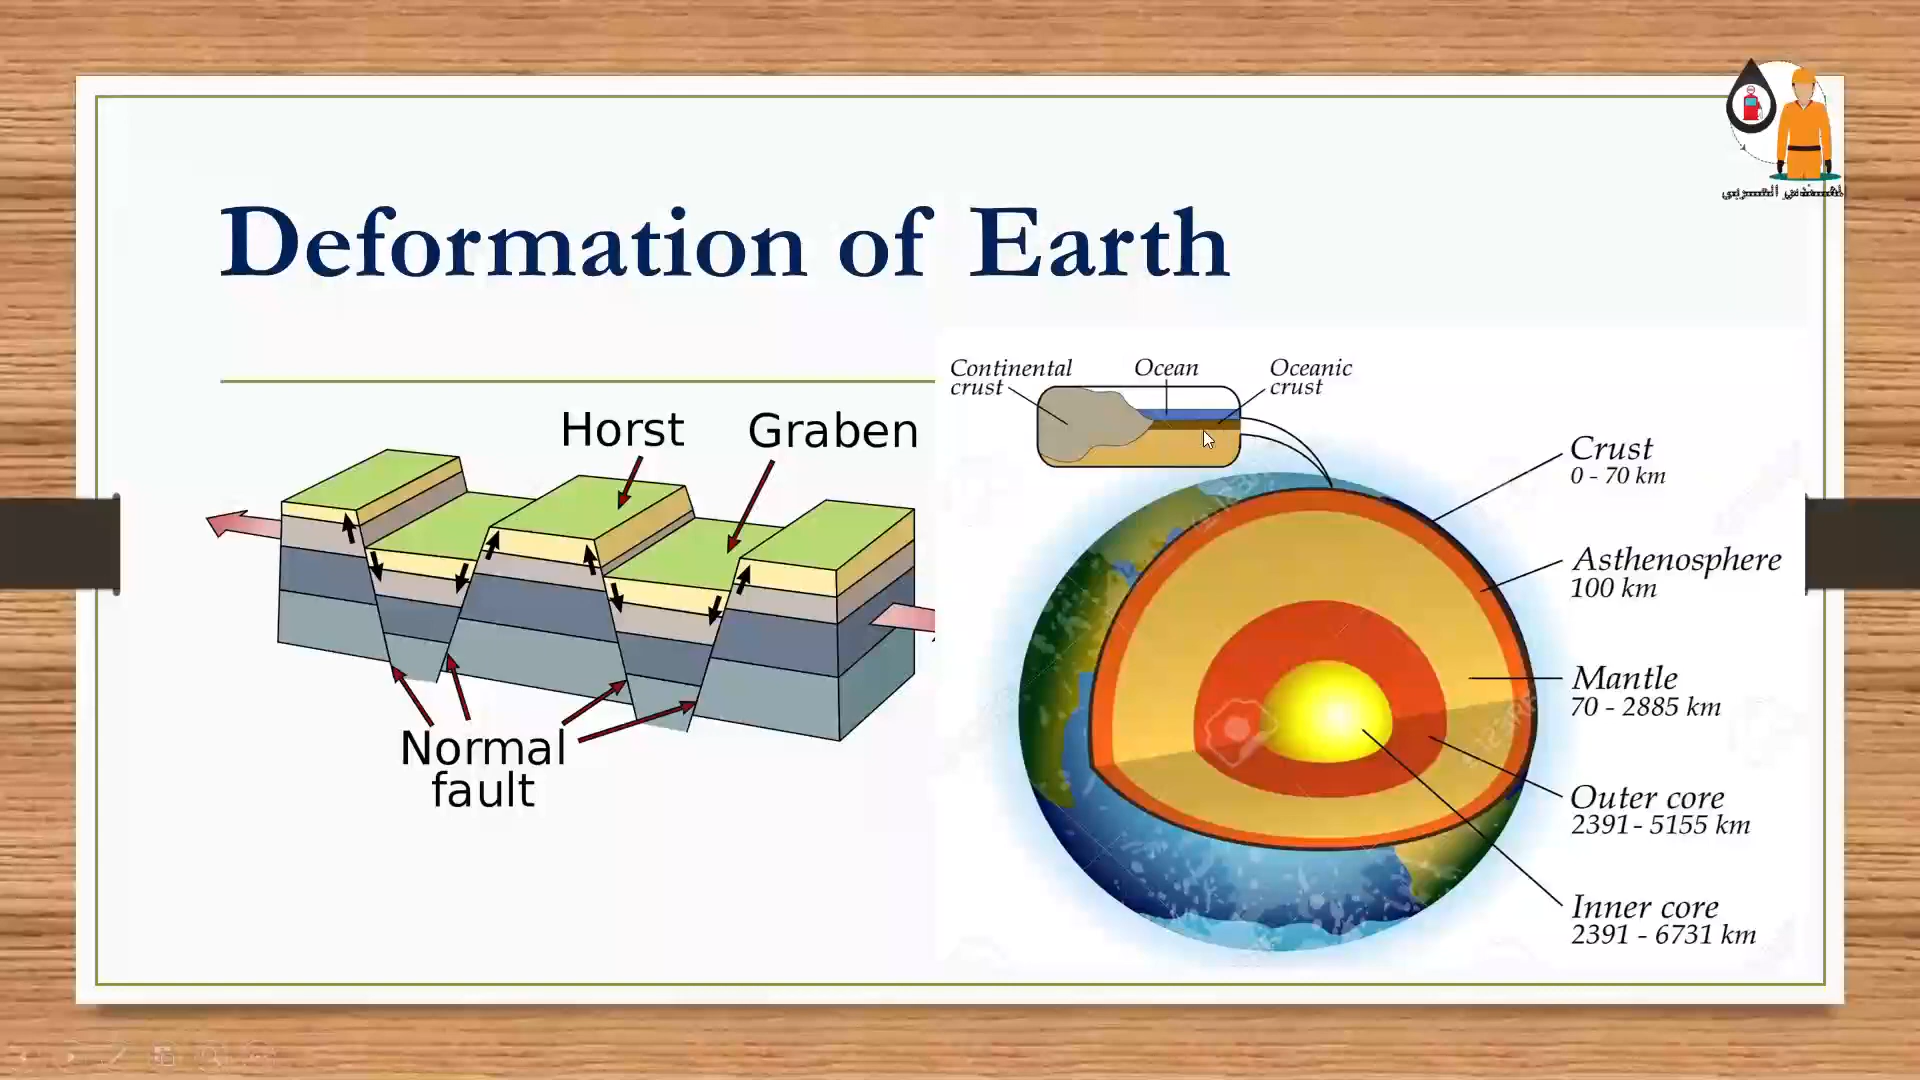 Deformation of Earth
Horst
Graben
Normal
fault
Continental
crust
Ocean
Oceanic
crust
Crust
0 - 70 km
Asthenosphere
100 km
Mantle
70 - 2885 km
Outer core
2391- 5155 km
Inner core
2391 - 6731 km